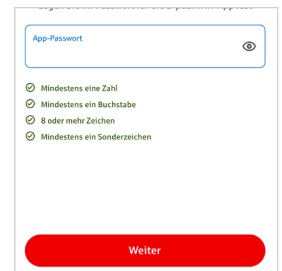 App-Passwort
Mindestens eine Zahl
Mindestens ein Buchstabe
8 oder mehr Zeichen
Mindestens ein Sonderzeichen
Weiter